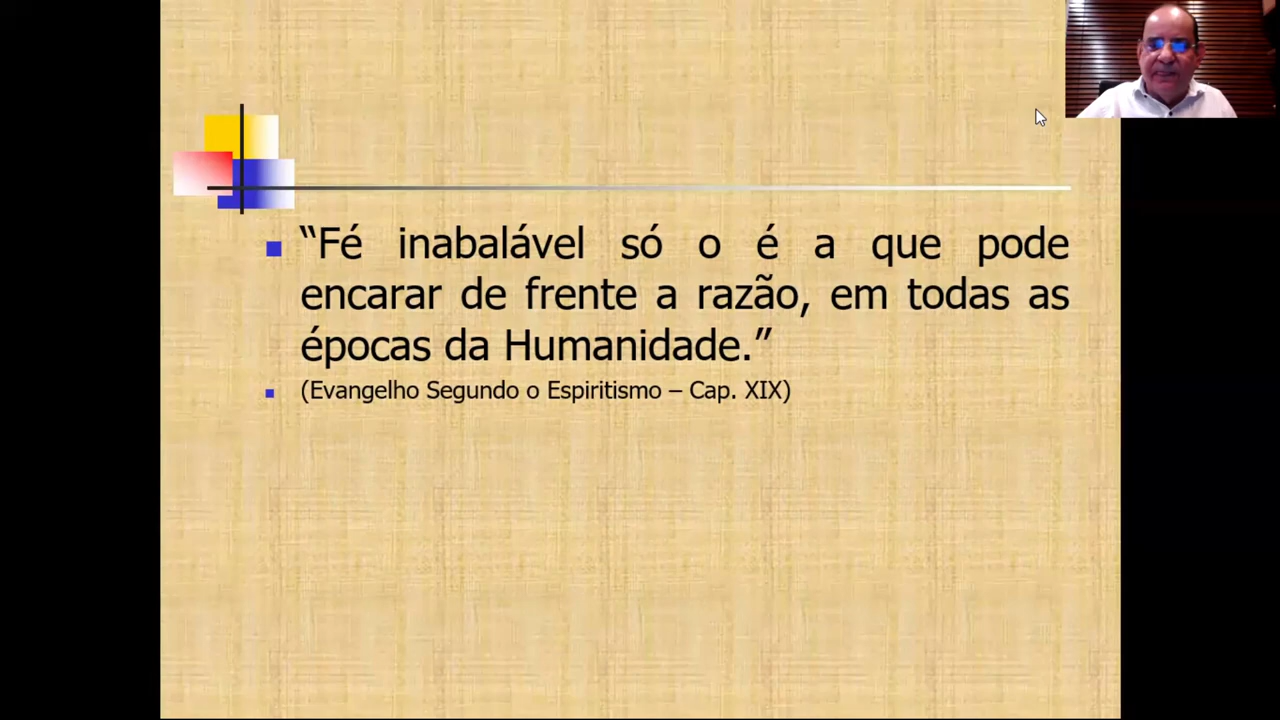 “Fé inabalável só o é a que pode
encarar de frente a razão, em todas as
épocas da Humanidade.”
(Evangelho Segundo o Espiritismo – Cap. XIX)